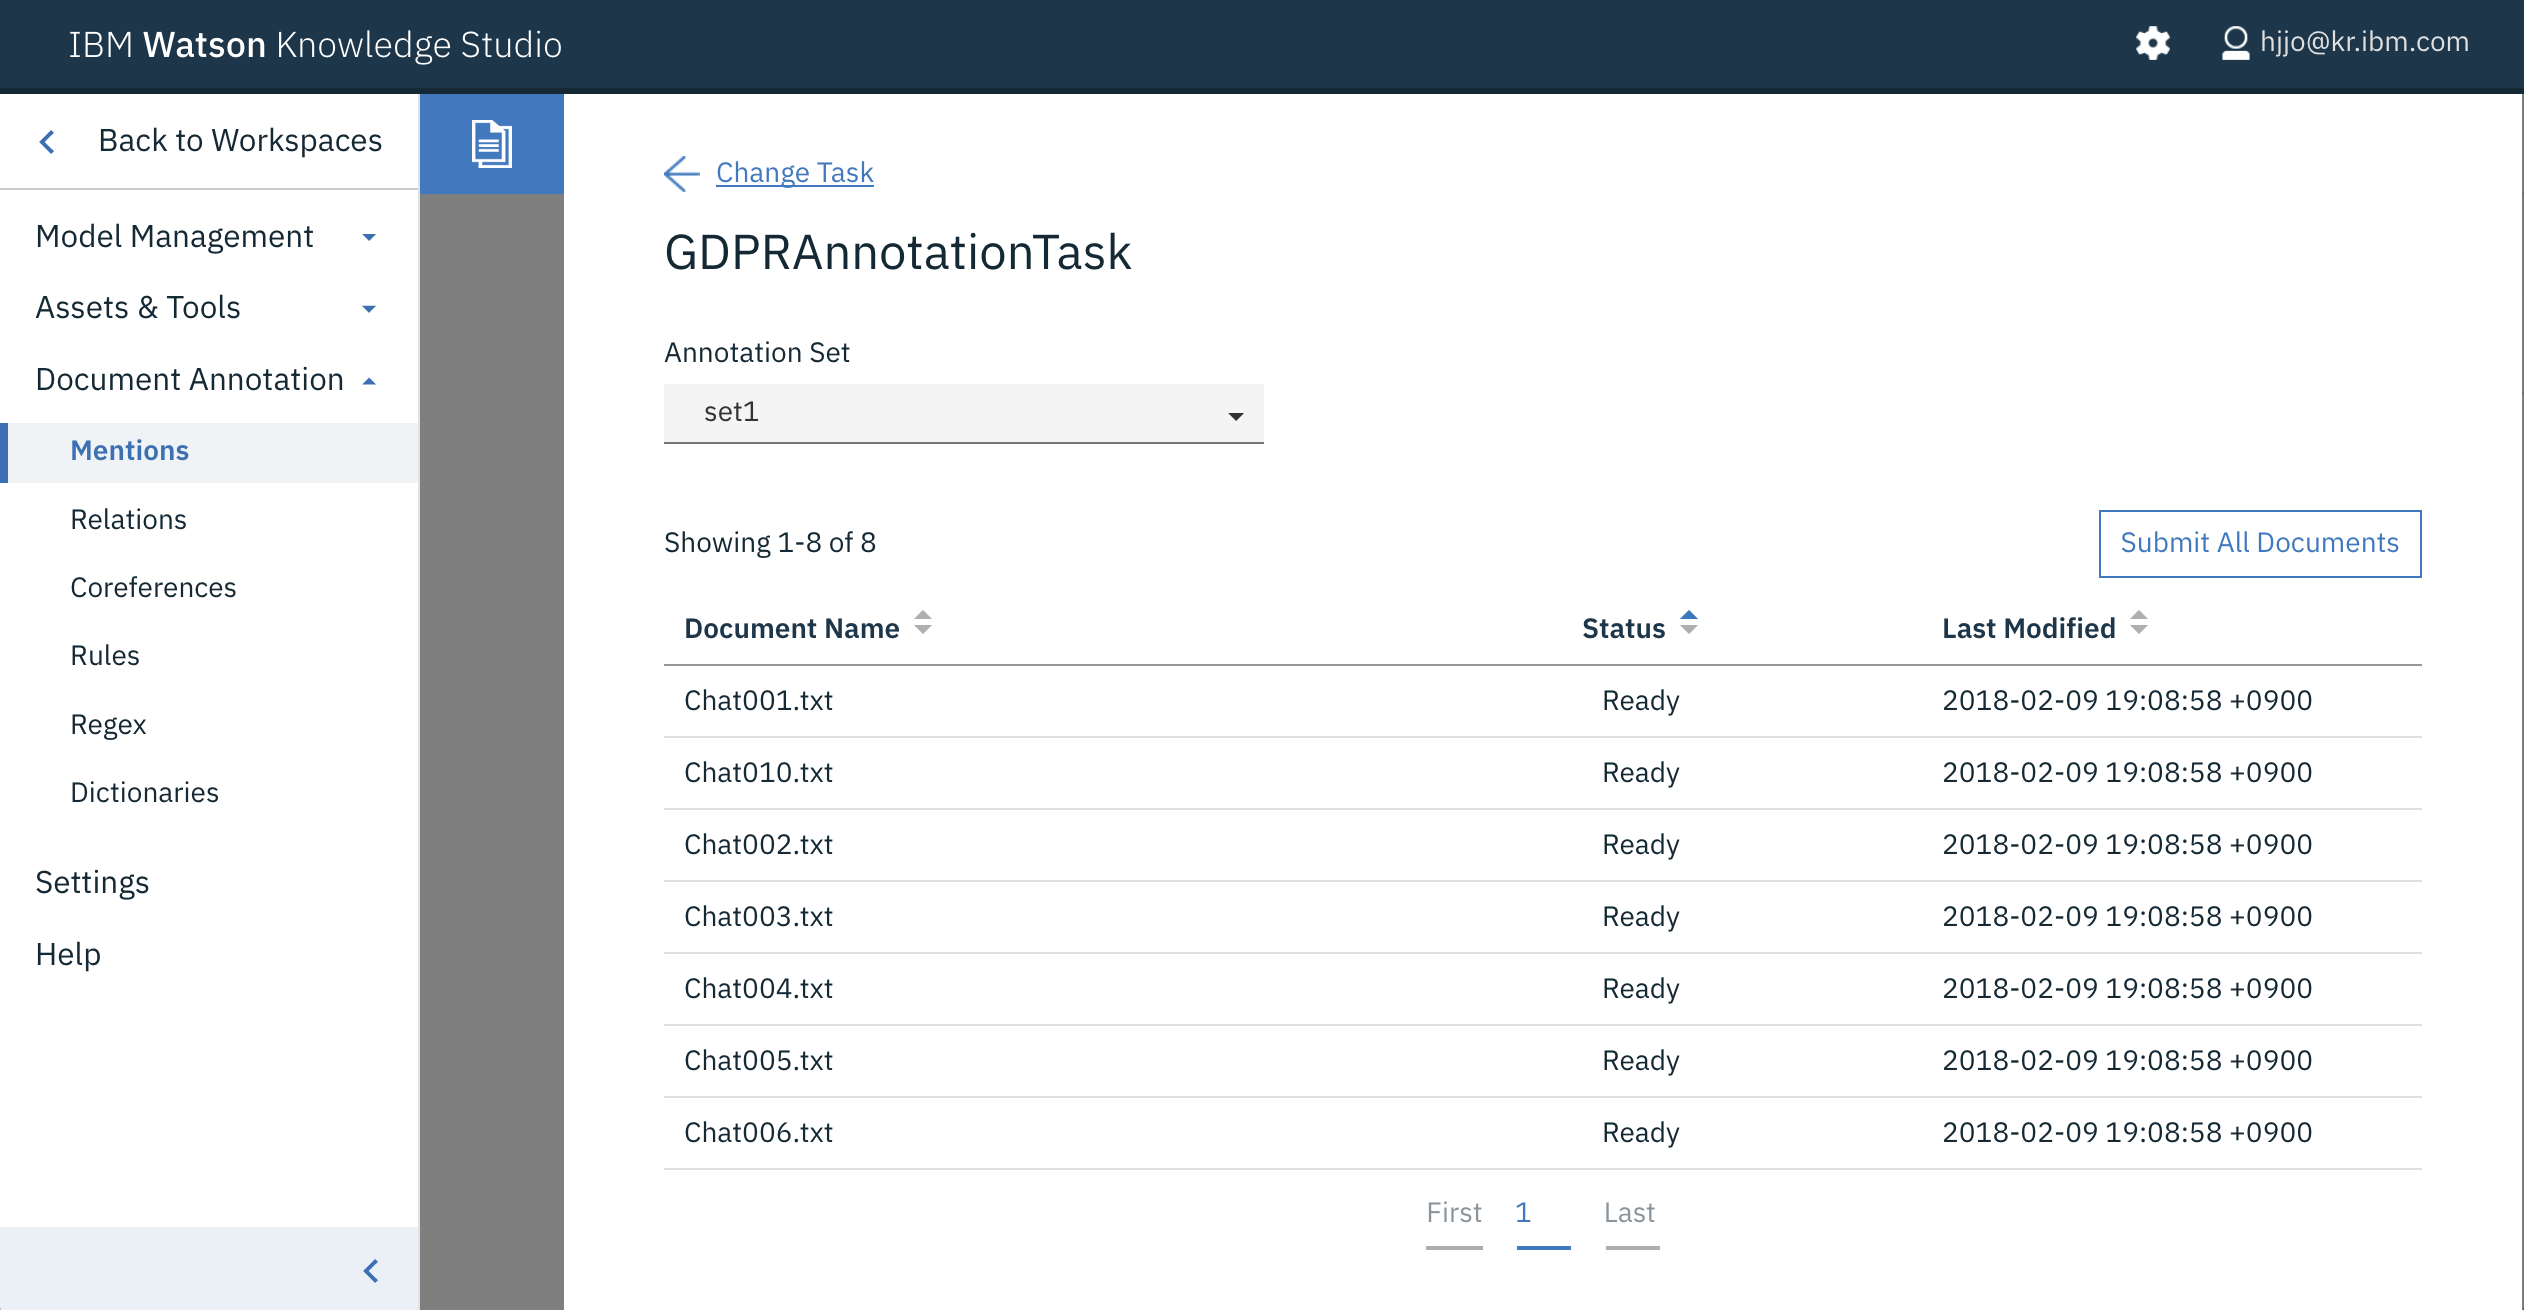 IBM Watson Knowledge Studio
hjjo@kr.ibm.com
Back to Workspaces
Model Management
Assets & Tools
Document Annotation
Mentions
Relations
Coreferences
Rules
Regex
Dictionaries
Settings
Help
Change Task
GDPRAnnotationTask
Annotation Set
set1
Showing 1-8 of 8
Submit All Documents
Document Name Status Last Modified
Chat001.txt Ready 2018-02-09 19:08:58 +0900
Chat010.txt Ready 2018-02-09 19:08:58 +0900
Chat002.txt Ready 2018-02-09 19:08:58 +0900
Chat003.txt Ready 2018-02-09 19:08:58 +0900
Chat004.txt Ready 2018-02-09 19:08:58 +0900
Chat005.txt Ready 2018-02-09 19:08:58 +0900
Chat006.txt Ready 2018-02-09 19:08:58 +0900
First 1 Last